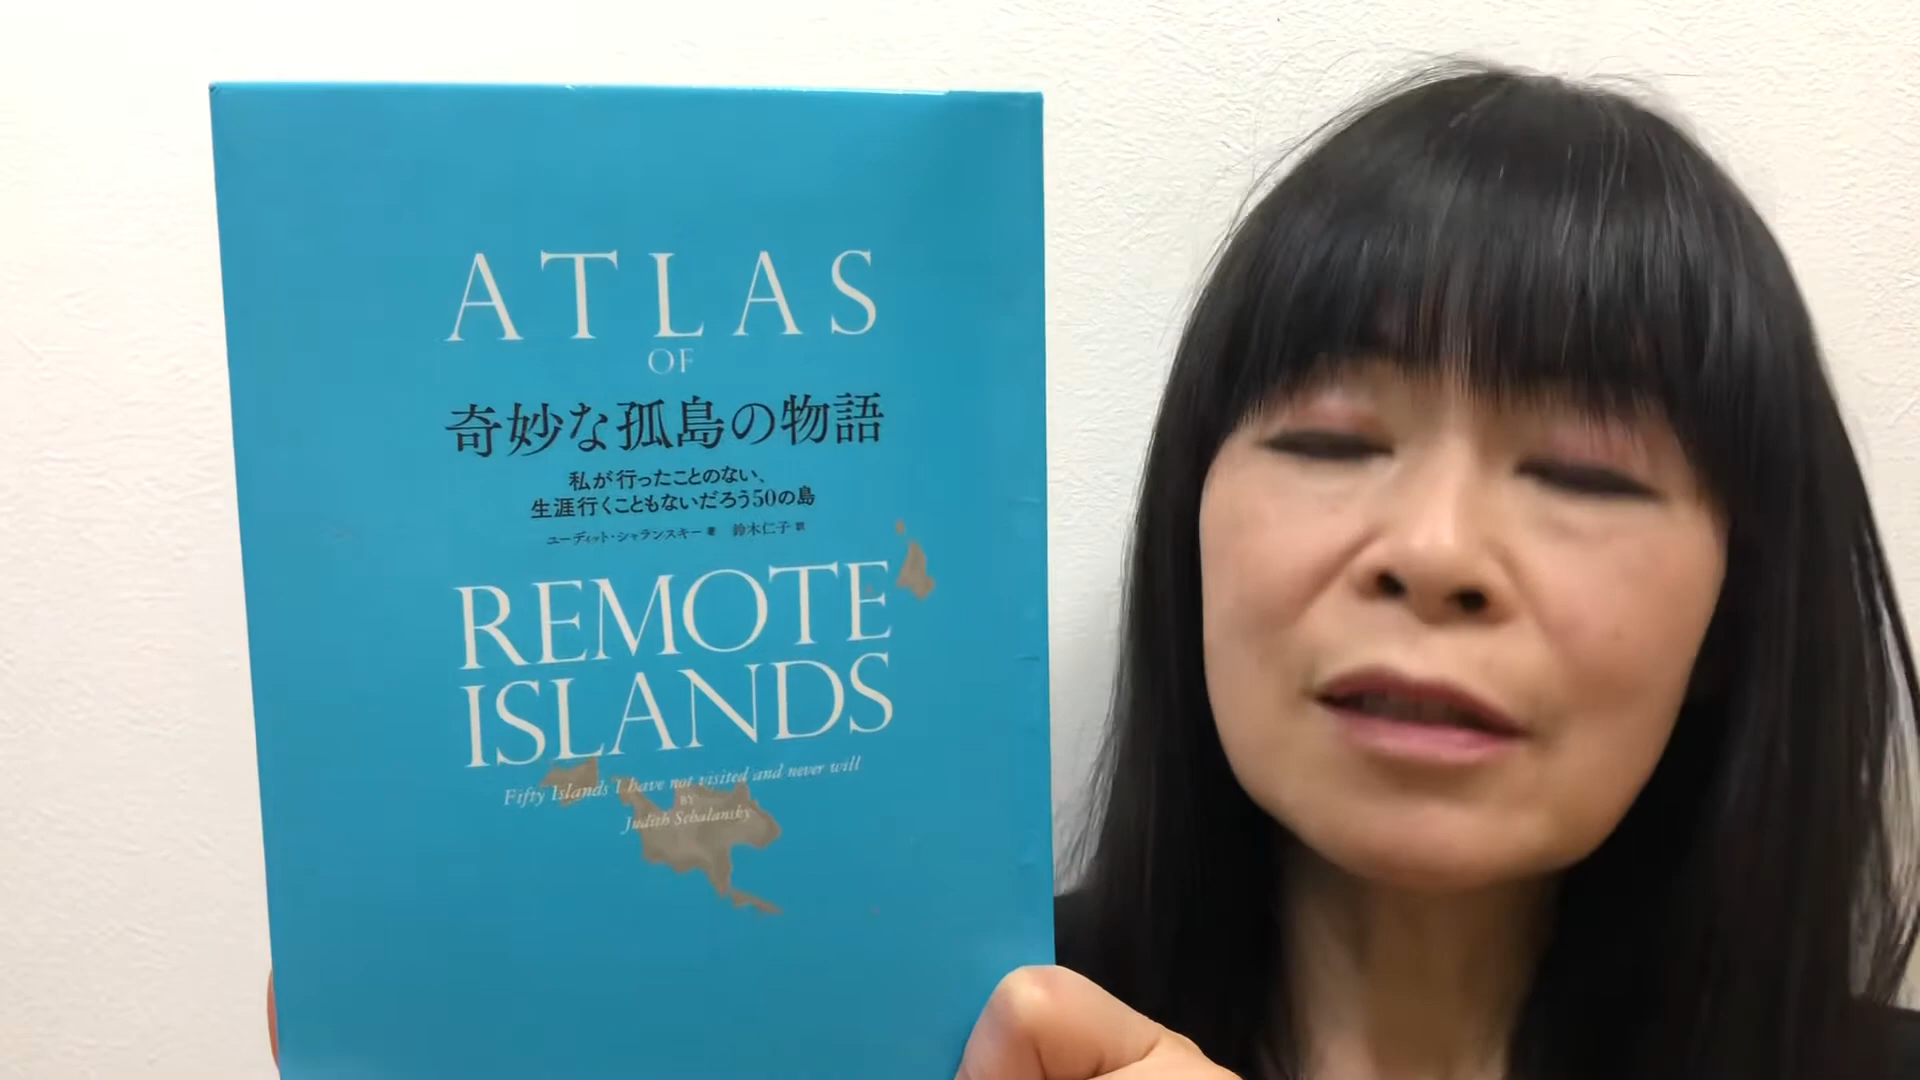 ATLAS
OF
奇妙な孤島の物語
私が行ったことのない、
生涯行くこともないだろう50の島
ユーディット・シャランスキー 著 鈴木仁子 訳
REMOTE
ISLANDS
Fifty Islands I have not visited and never will
BY
Judith Schalansky